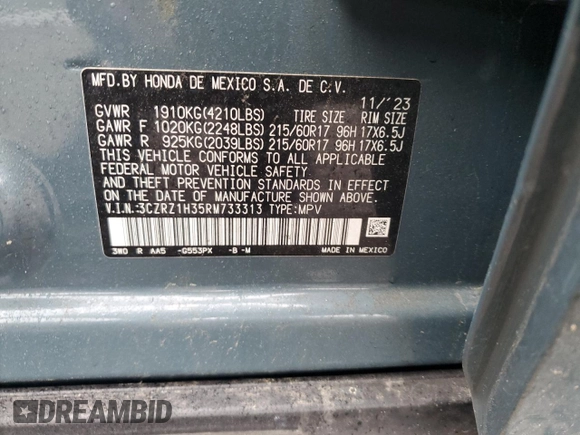 MFD.BY HONDA DE MEXICO S.A. DE C.V.
11/'23
GVWR 1910KG(4210LBS) TIRE SIZE RIM SIZE
GAWR F 1020KG(2248LBS) 215/60R17 96H 17X6.5J
GAWR R 925KG(2039LBS) 215/60R17 96H 17X6.5J
THIS VEHICLE CONFORMS TO ALL APPLICABLE
FEDERAL MOTOR VEHICLE SAFETY
AND THEFT PREVENTION STANDARDS IN EFFECT
ON THE DATE OF MANUFACTURE SHOWN ABOVE.
V.I.N.:3CZRZ1H35RM733313 TYPE:MPV
3W0 R AA5 -G553PX -B-M MADE IN MEXICO
DREAMBID